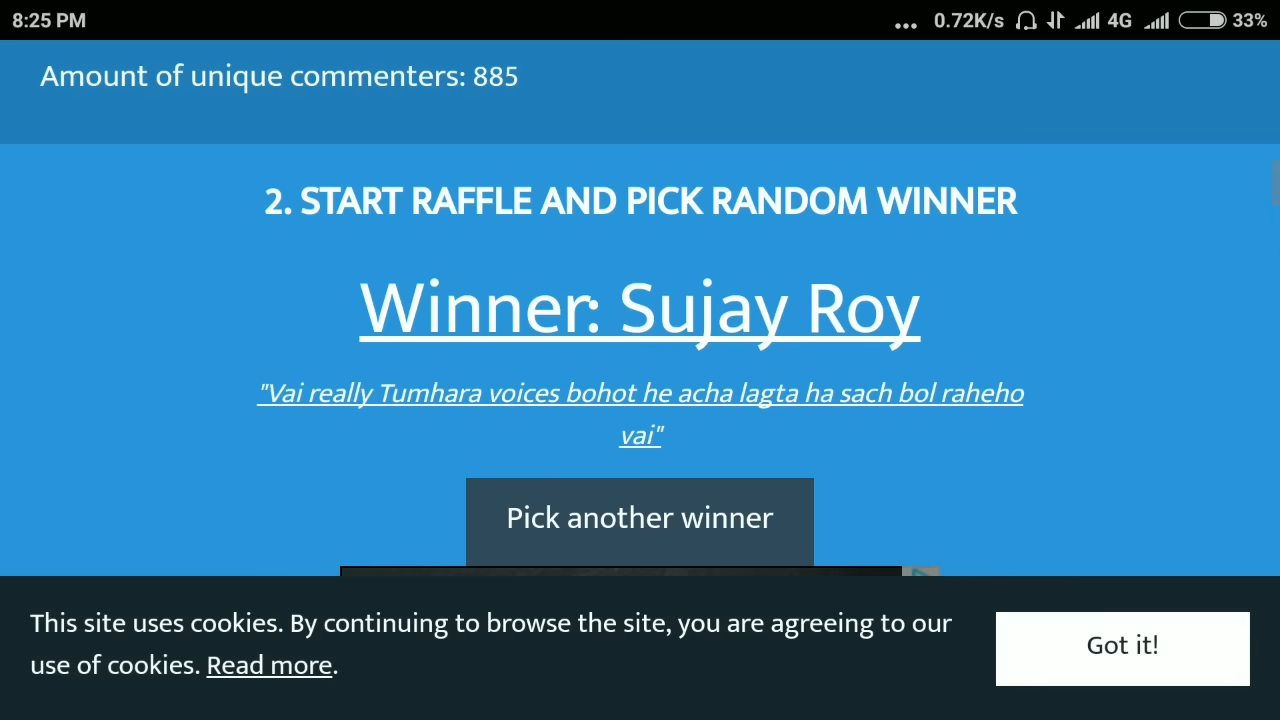 8:25 PM ... 0.72K/s 4G 33%
Amount of unique commenters: 885
2. START RAFFLE AND PICK RANDOM WINNER
Winner: Sujay Roy
"Vai really Tumhara voices bohot he acha lagta ha sach bol raheho
vai"
Pick another winner
This site uses cookies. By continuing to browse the site, you are agreeing to our
use of cookies. Read more.
Got it!